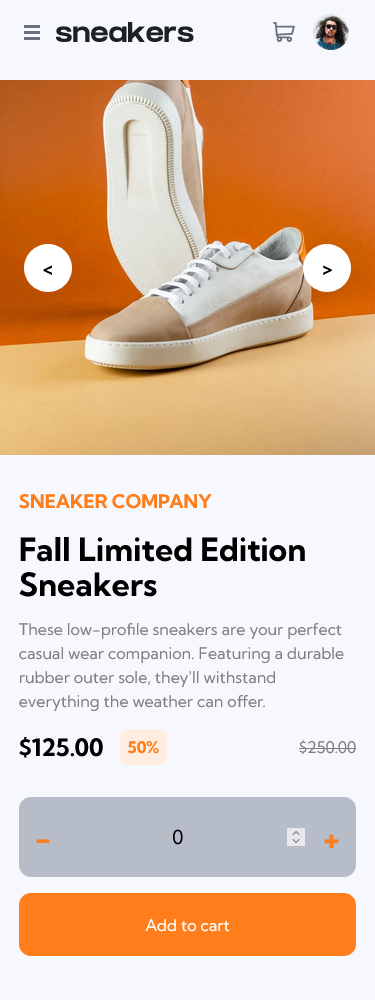 sneakers
< >
SNEAKER COMPANY
Fall Limited Edition
Sneakers
These low-profile sneakers are your perfect
casual wear companion. Featuring a durable
rubber outer sole, they'll withstand
everything the weather can offer.
$125.00 50% $250.00
- 0 +
Add to cart